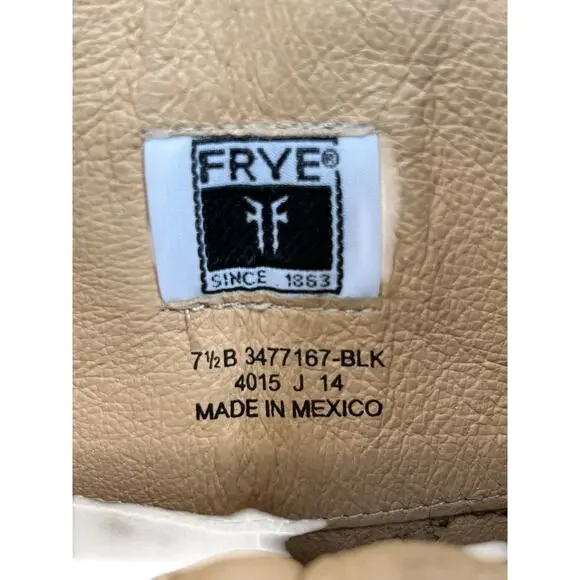 FRYE®
SINCE 1863
7½B 3477167-BLK
4015 J 14
MADE IN MEXICO